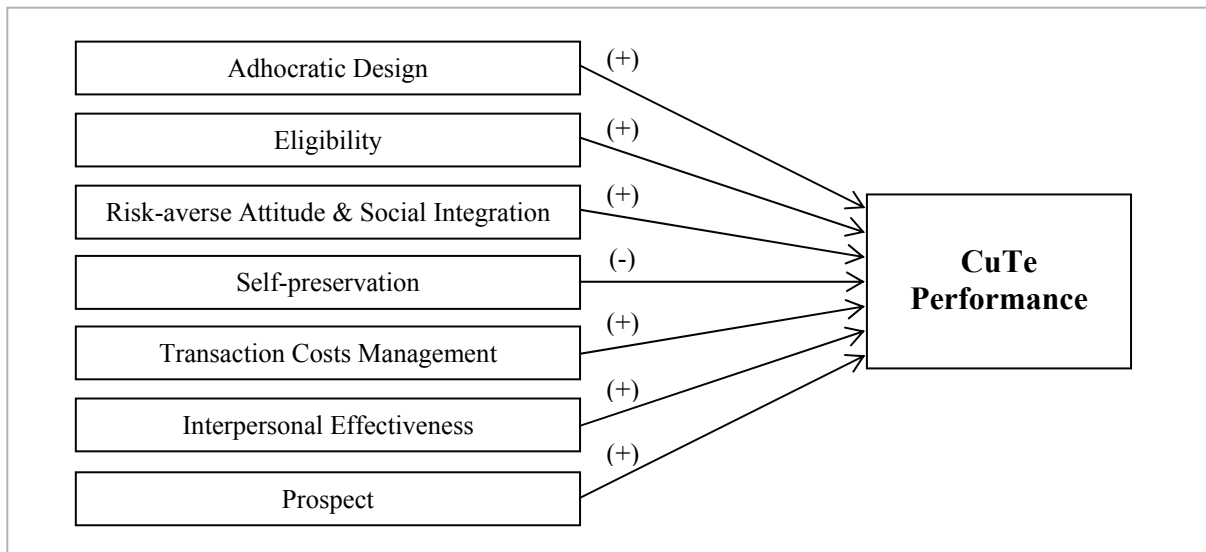 Adhocratic Design
(+)
Eligibility
(+)
Risk-averse Attitude & Social Integration
(+)
Self-preservation
(-)
Transaction Costs Management
(+)
Interpersonal Effectiveness
(+)
Prospect
(+)
CuTe
Performance